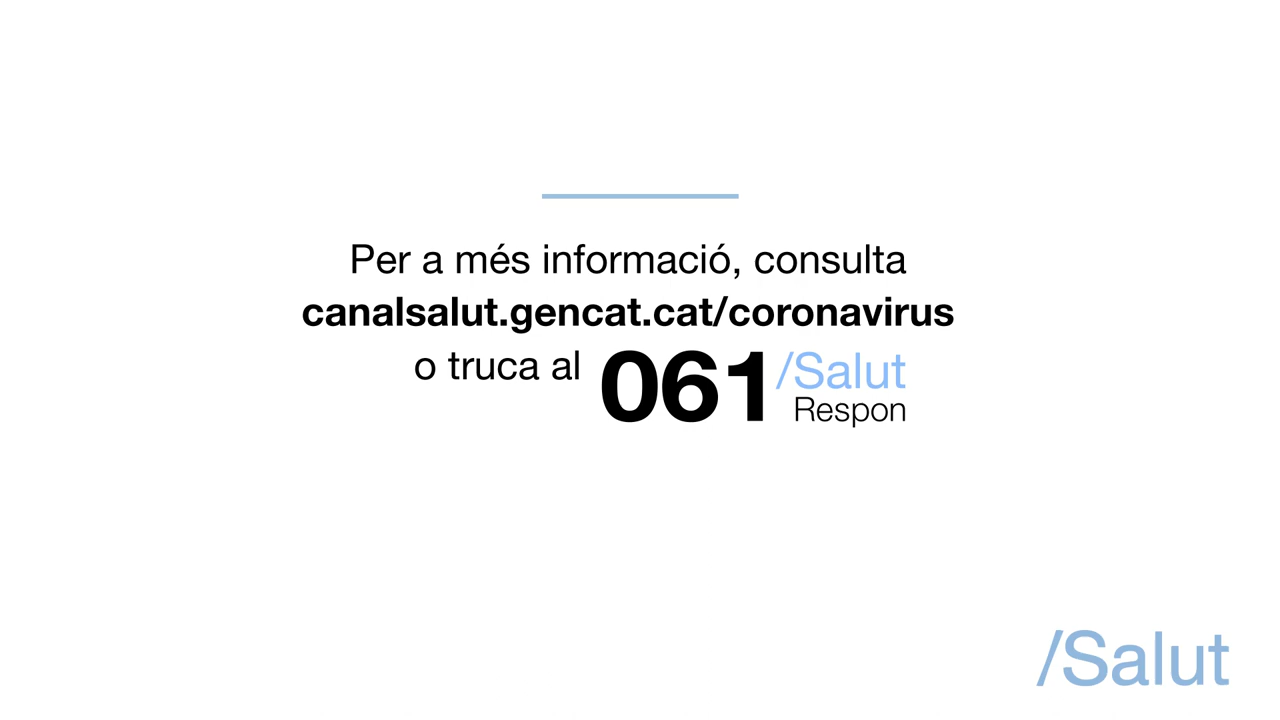 Per a més informació, consulta
canalsalut.gencat.cat/coronavirus
o truca al 061 /Salut
Respon
/Salut